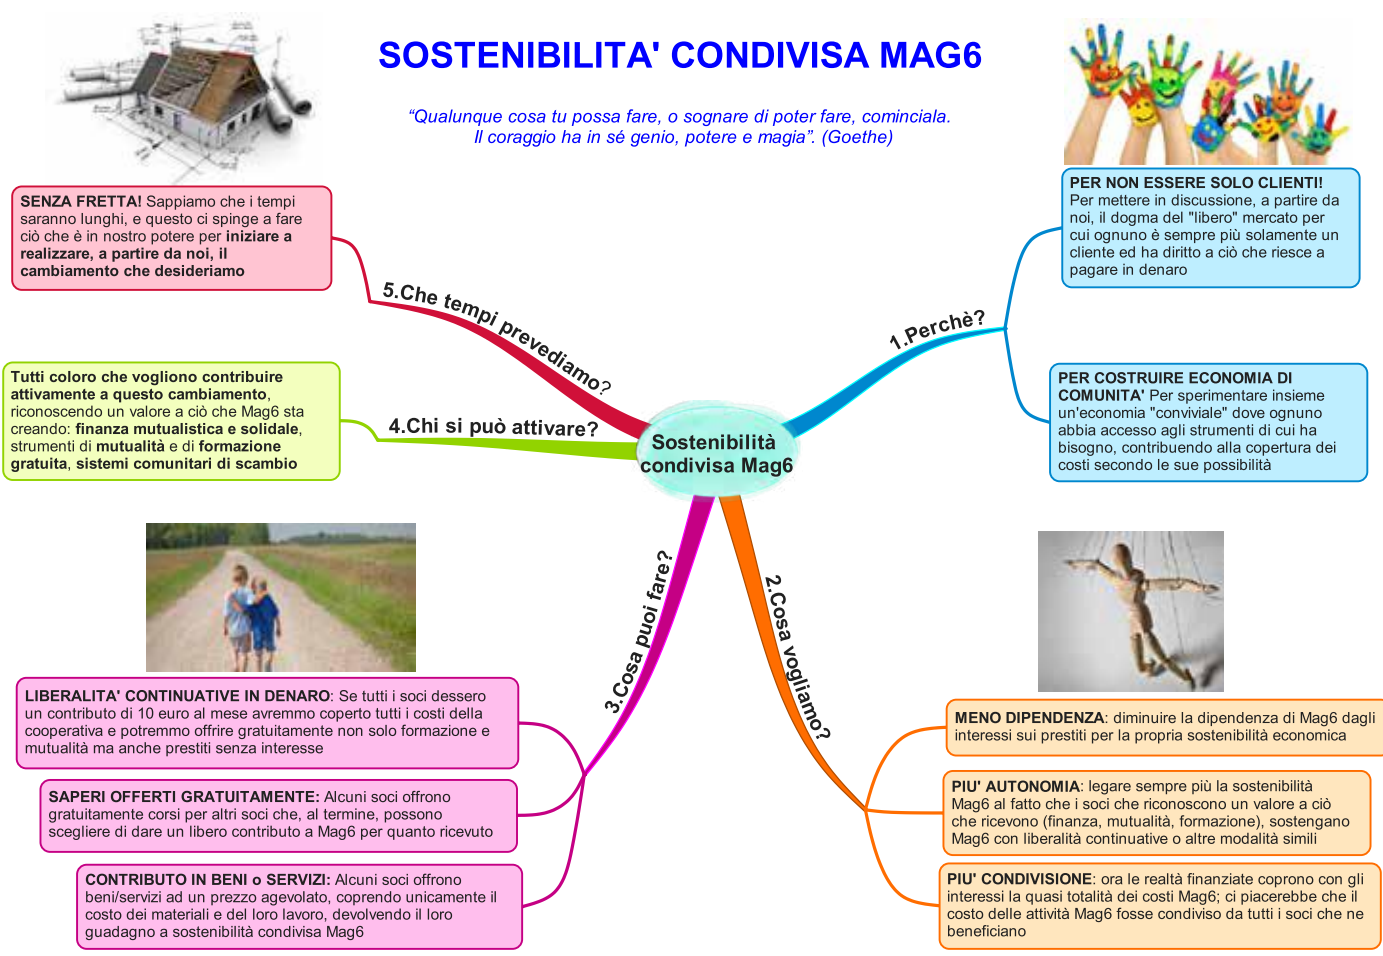 SOSTENIBILITA' CONDIVISA MAG6
“Qualunque cosa tu possa fare, o sognare di poter fare, cominciala.
Il coraggio ha in sé genio, potere e magia”. (Goethe)
Sostenibilità
condivisa Mag6
1.Perchè?
PER NON ESSERE SOLO CLIENTI!
Per mettere in discussione, a partire da
noi, il dogma del "libero" mercato per
cui ognuno è sempre più solamente un
cliente ed ha diritto a ciò che riesce a
pagare in denaro
PER COSTRUIRE ECONOMIA DI
COMUNITA' Per sperimentare insieme
un'economia "conviviale" dove ognuno
abbia accesso agli strumenti di cui ha
bisogno, contribuendo alla copertura dei
costi secondo le sue possibilità
2.Cosa vogliamo?
MENO DIPENDENZA: diminuire la dipendenza di Mag6 dagli
interessi sui prestiti per la propria sostenibilità economica
PIU' AUTONOMIA: legare sempre più la sostenibilità
Mag6 al fatto che i soci che riconoscono un valore a ciò
che ricevono (finanza, mutualità, formazione), sostengano
Mag6 con liberalità continuative o altre modalità simili
PIU' CONDIVISIONE: ora le realtà finanziate coprono con gli
interessi la quasi totalità dei costi Mag6; ci piacerebbe che il
costo delle attività Mag6 fosse condiviso da tutti i soci che ne
beneficiano
3.Cosa puoi fare?
LIBERALITA' CONTINUATIVE IN DENARO: Se tutti i soci dessero
un contributo di 10 euro al mese avremmo coperto tutti i costi della
cooperativa e potremmo offrire gratuitamente non solo formazione e
mutualità ma anche prestiti senza interesse
SAPERI OFFERTI GRATUITAMENTE: Alcuni soci offrono
gratuitamente corsi per altri soci che, al termine, possono
scegliere di dare un libero contributo a Mag6 per quanto ricevuto
CONTRIBUTO IN BENI o SERVIZI: Alcuni soci offrono
beni/servizi ad un prezzo agevolato, coprendo unicamente il
costo dei materiali e del loro lavoro, devolvendo il loro
guadagno a sostenibilità condivisa Mag6
4.Chi si può attivare?
Tutti coloro che vogliono contribuire
attivamente a questo cambiamento,
riconoscendo un valore a ciò che Mag6 sta
creando: finanza mutualistica e solidale,
strumenti di mutualità e di formazione
gratuita, sistemi comunitari di scambio
5.Che tempi prevediamo?
SENZA FRETTA! Sappiamo che i tempi
saranno lunghi, e questo ci spinge a fare
ciò che è in nostro potere per iniziare a
realizzare, a partire da noi, il
cambiamento che desideriamo